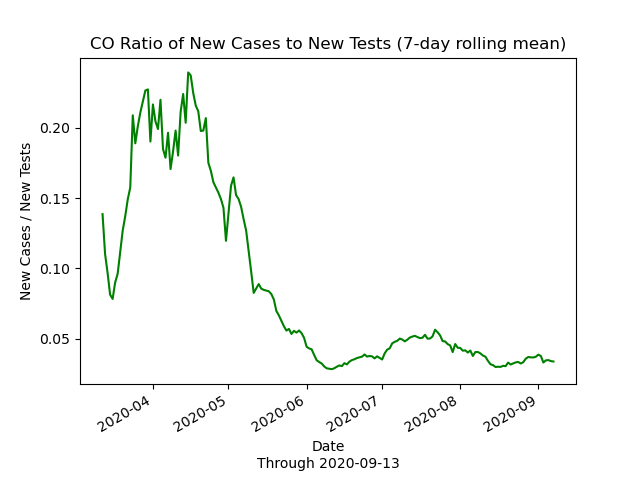 CO Ratio of New Cases to New Tests (7-day rolling mean)
New Cases / New Tests
0.20
0.15
0.10
0.05
2020-04
2020-05
2020-06
2020-07
2020-08
2020-09
Date
Through 2020-09-13